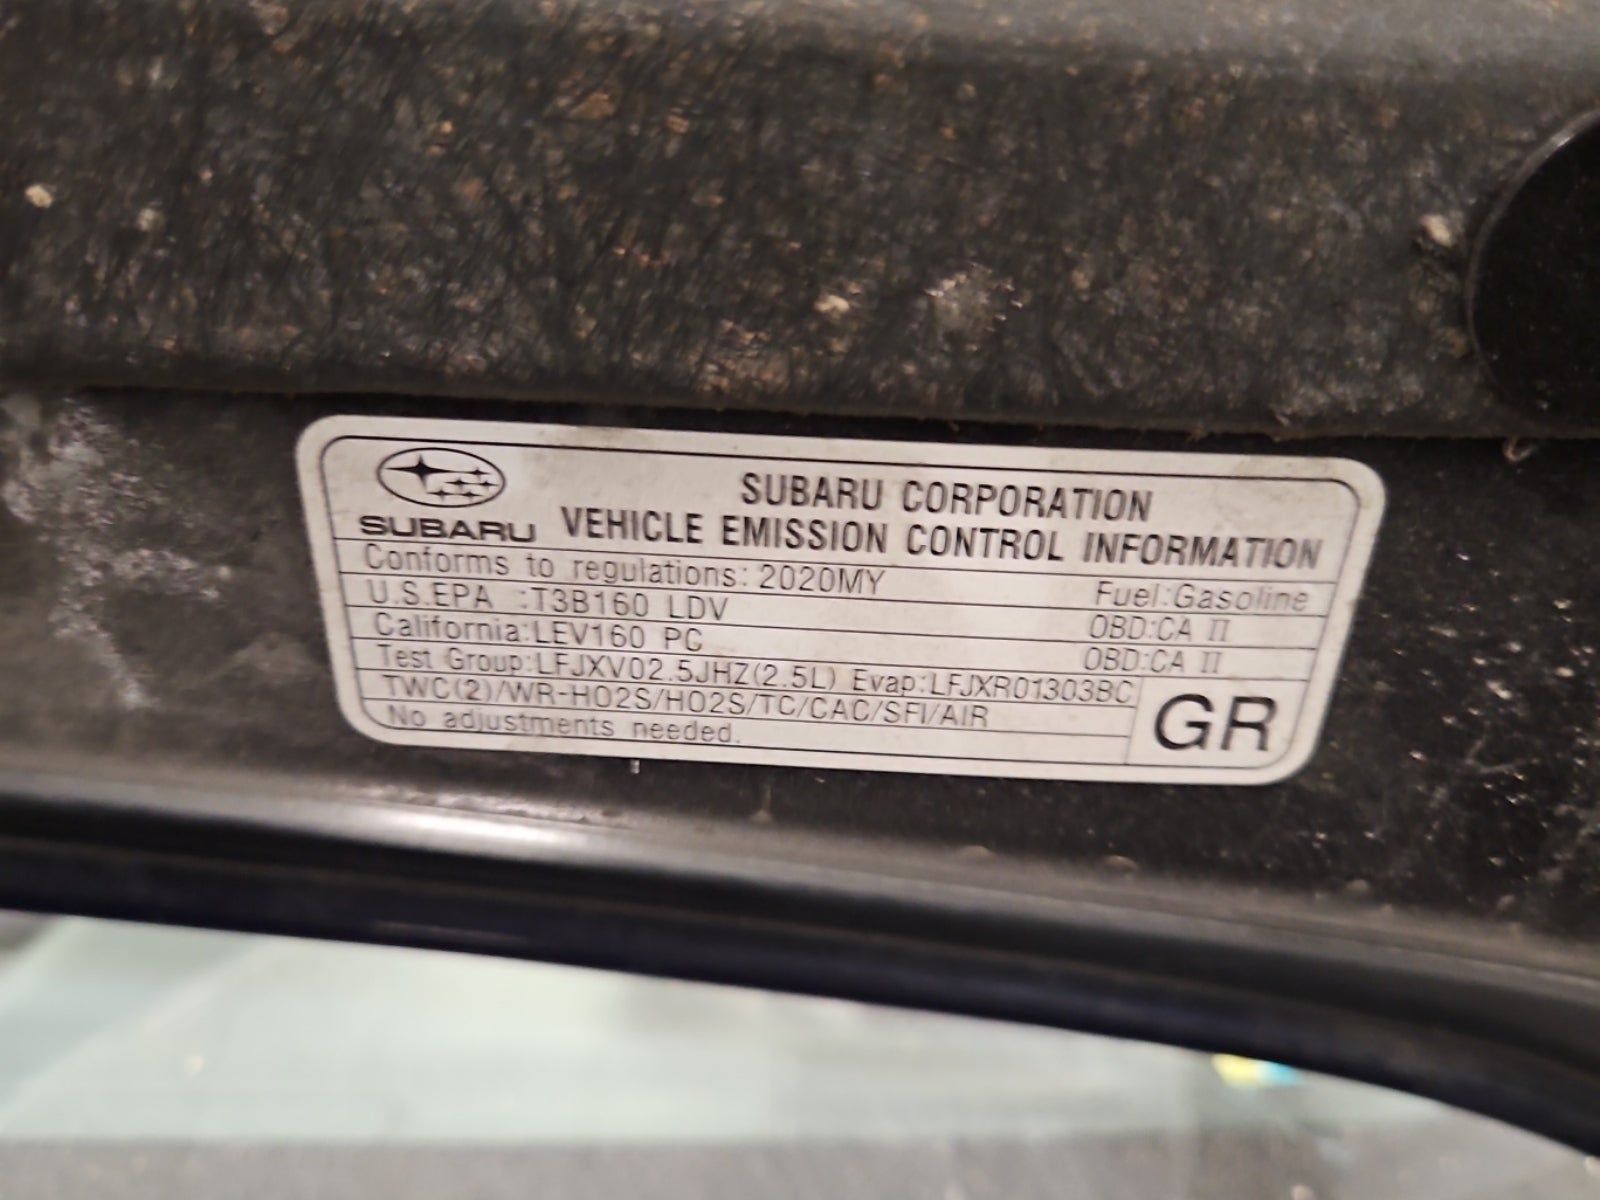 SUBARU CORPORATION
SUBARU VEHICLE EMISSION CONTROL INFORMATION
Conforms to regulations: 2020MY Fuel:Gasoline
U.S.EPA :T3B160 LDV OBD:CA II
California:LEV160 PC OBD:CA II
Test Group:LFJXV02.5JHZ(2.5L) Evap:LFJXR01303BC
TWC(2)/WR-HO2S/HO2S/TC/CAC/SFI/AIR
No adjustments needed.
GR